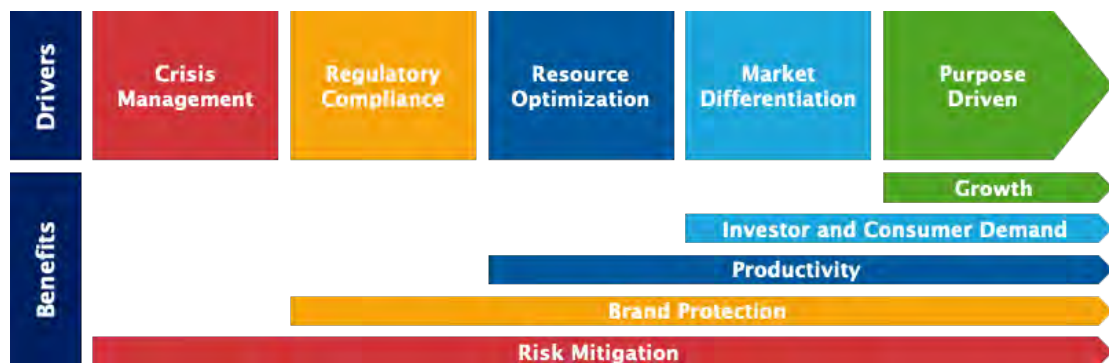 Drivers
Crisis
Management
Regulatory
Compliance
Resource
Optimization
Market
Differentiation
Purpose
Driven
Benefits
Growth
Investor and Consumer Demand
Productivity
Brand Protection
Risk Mitigation